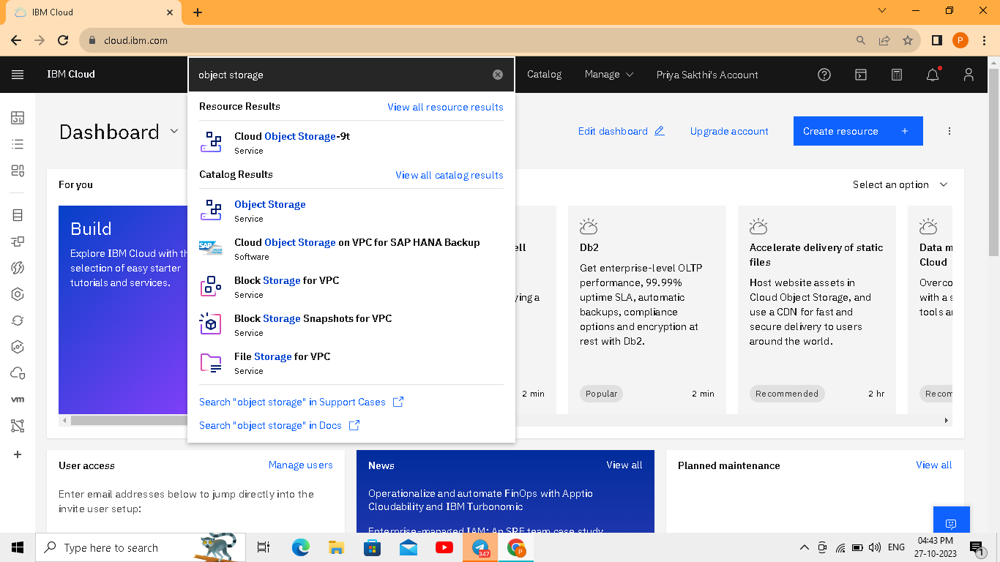 IBM Cloud
cloud.ibm.com
P
IBM Cloud
object storage
Catalog
Manage
Priya Sakthi's Account
Resource Results
View all resource results
Cloud Object Storage-9t
Service
Catalog Results
View all catalog results
Object Storage
Service
SAP
Cloud Object Storage on VPC for SAP HANA Backup
Software
Block Storage for VPC
Service
Block Storage Snapshots for VPC
Service
File Storage for VPC
Service
Search "object storage" in Support Cases
Search "object storage" in Docs
Dashboard
Edit dashboard
Upgrade account
Create resource +
For you
Select an option
Build
Explore IBM Cloud with th
selection of easy starter
tutorials and services.
ell
ying a
2 min
Db2
Get enterprise-level OLTP
performance, 99.99%
uptime SLA, automatic
backups, compliance
options and encryption at
rest with Db2.
Popular
2 min
Accelerate delivery of static
files
Host website assets in
Cloud Object Storage, and
use a CDN for fast and
secure delivery to users
around the world.
Recommended
2 hr
Data m
Cloud
Overco
with a s
tools a
Recom
vm
User access
Manage users
Enter email addresses below to jump directly into the
invite user setup:
News
View all
Operationalize and automate FinOps with Apptio
Cloudability and IBM Turbonomic
Enterprise-managed IAM: An SRE team case study
Planned maintenance
View all
Type here to search
347
P
ENG
04:43 PM
27-10-2023
1